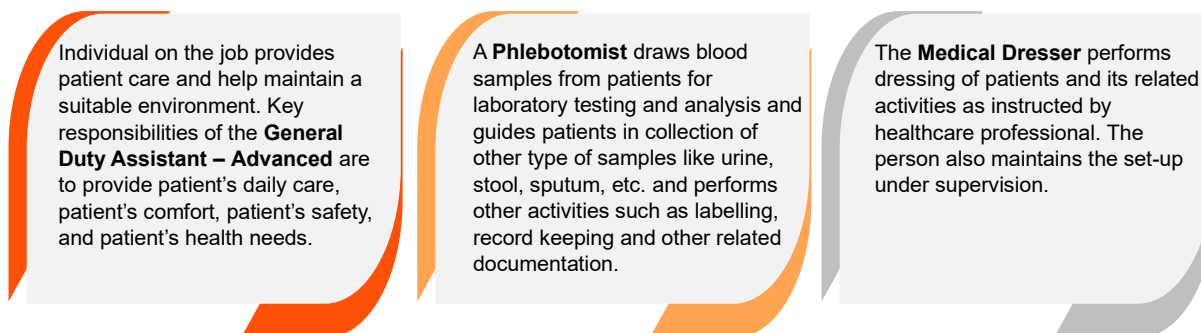 Individual on the job provides
patient care and help maintain a
suitable environment. Key
responsibilities of the General
Duty Assistant – Advanced are
to provide patient's daily care,
patient's comfort, patient's safety,
and patient's health needs.
A Phlebotomist draws blood
samples from patients for
laboratory testing and analysis and
guides patients in collection of
other type of samples like urine,
stool, sputum, etc. and performs
other activities such as labelling,
record keeping and other related
documentation.
The Medical Dresser performs
dressing of patients and its related
activities as instructed by
healthcare professional. The
person also maintains the set-up
under supervision.